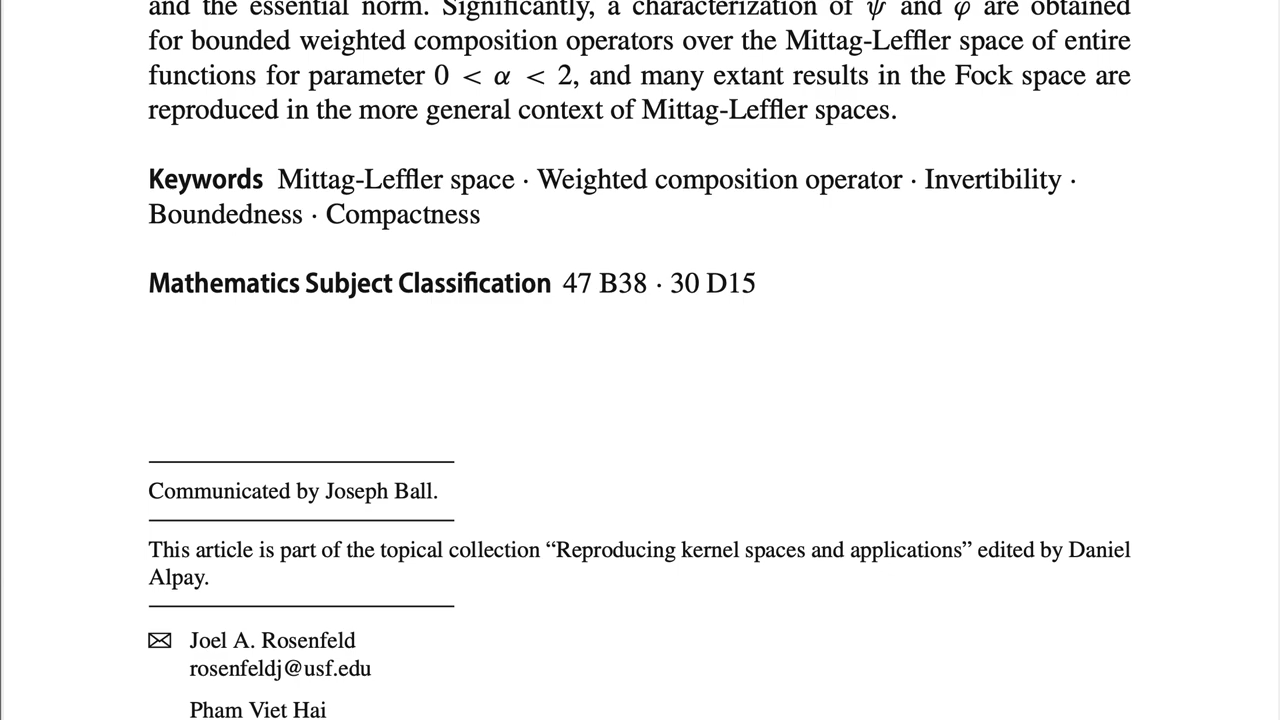 and the essential norm. Significantly, a characterization of ψ and φ are obtained
for bounded weighted composition operators over the Mittag-Leffler space of entire
functions for parameter 0 < α < 2, and many extant results in the Fock space are
reproduced in the more general context of Mittag-Leffler spaces.
Keywords Mittag-Leffler space · Weighted composition operator · Invertibility ·
Boundedness · Compactness
Mathematics Subject Classification 47 B38 · 30 D15
Communicated by Joseph Ball.
This article is part of the topical collection “Reproducing kernel spaces and applications” edited by Daniel
Alpay.
Joel A. Rosenfeld
rosenfeldj@usf.edu
Pham Viet Hai